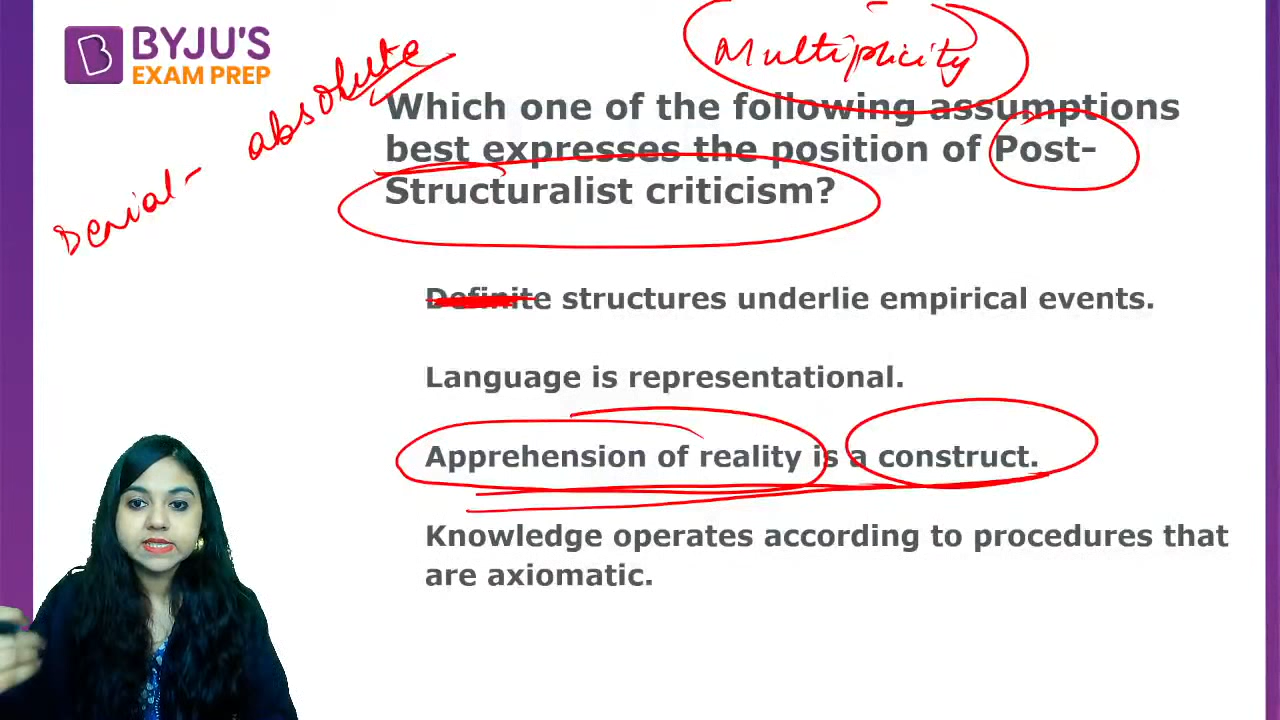 BYJU'S
EXAM PREP
Multiplicity
Denial - absolute
Which one of the following assumptions
best expresses the position of Post-
Structuralist criticism?
Definite structures underlie empirical events.
Language is representational.
Apprehension of reality is a construct.
Knowledge operates according to procedures that
are axiomatic.